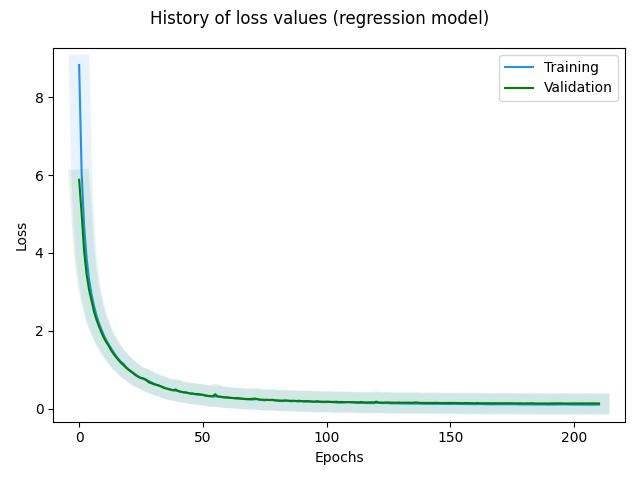 History of loss values (regression model)
Training
Validation
8
6
4
2
0
Loss
0 50 100 150 200
Epochs